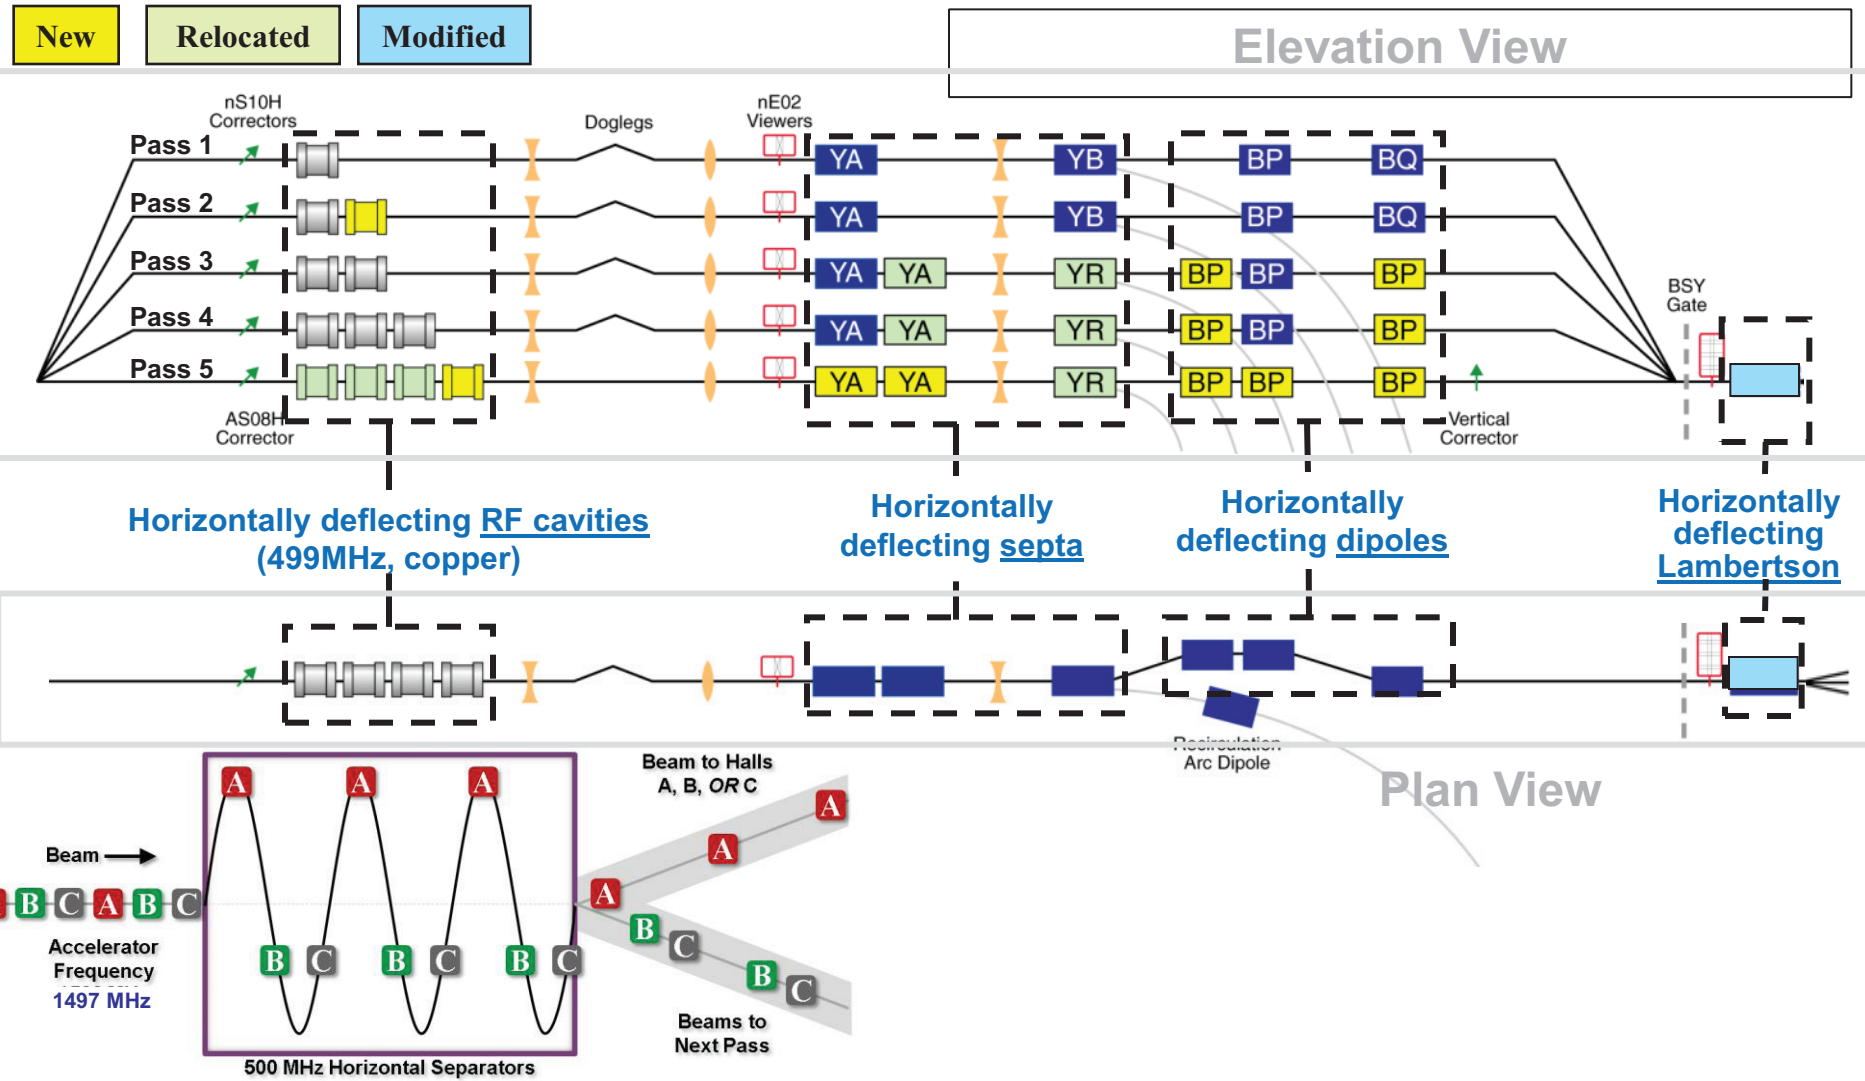 New Relocated Modified
Elevation View
nS10H
Correctors
Doglegs
nE02
Viewers
Pass 1
YA YB BP BQ
Pass 2
YA YB BP BQ
Pass 3
YA YA YR BP BP BP
Pass 4
YA YA YR BP BP BP
Pass 5
YA YA YR BP BP BP
BSY
Gate
AS08H
Corrector
Vertical
Corrector
Horizontally deflecting RF cavities
(499MHz, copper)
Horizontally
deflecting septa
Horizontally
deflecting dipoles
Horizontally
deflecting
Lambertson
Recirculation
Arc Dipole
Plan View
Beam to Halls
A, B, OR C
A A A
A
A
A
Beam
B C A B C
B C B C B C
B
C
B
C
Accelerator
Frequency
1497 MHz
Beams to
Next Pass
500 MHz Horizontal Separators